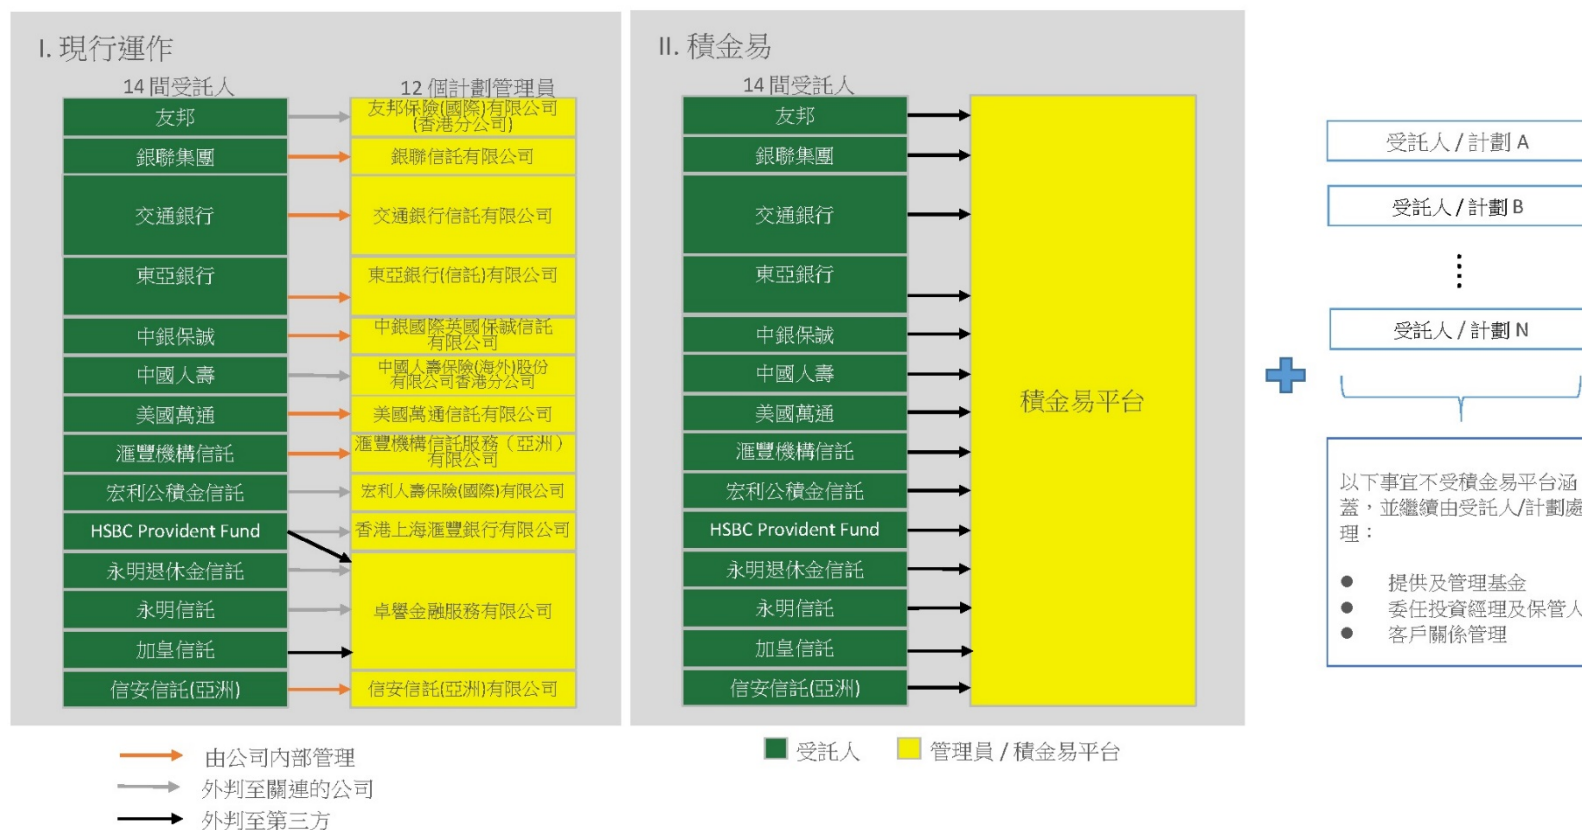 I. 現行運作
14 間受託人
12 個計劃管理員
友邦
友邦保險(國際)有限公司
(香港分公司)
銀聯集團
銀聯信託有限公司
交通銀行
交通銀行信託有限公司
東亞銀行
東亞銀行(信託)有限公司
中銀保誠
中銀國際英國保誠信託
有限公司
中國人壽
中國人壽保險(海外)股份
有限公司香港分公司
美國萬通
美國萬通信託有限公司
滙豐機構信託
滙豐機構信託服務（亞洲）
有限公司
宏利公積金信託
宏利人壽保險(國際)有限公司
HSBC Provident Fund
香港上海滙豐銀行有限公司
永明退休金信託
永明信託
卓譽金融服務有限公司
加皇信託
信安信託(亞洲)
信安信託(亞洲)有限公司
由公司內部管理
外判至關連的公司
外判至第三方
II. 積金易
14 間受託人
友邦
銀聯集團
交通銀行
東亞銀行
中銀保誠
中國人壽
美國萬通
滙豐機構信託
宏利公積金信託
HSBC Provident Fund
永明退休金信託
永明信託
加皇信託
信安信託(亞洲)
積金易平台
受託人
管理員 / 積金易平台
受託人 / 計劃 A
受託人 / 計劃 B
受託人 / 計劃 N
以下事宜不受積金易平台涵
蓋，並繼續由受託人/計劃處
理：
● 提供及管理基金
● 委任投資經理及保管人
● 客戶關係管理